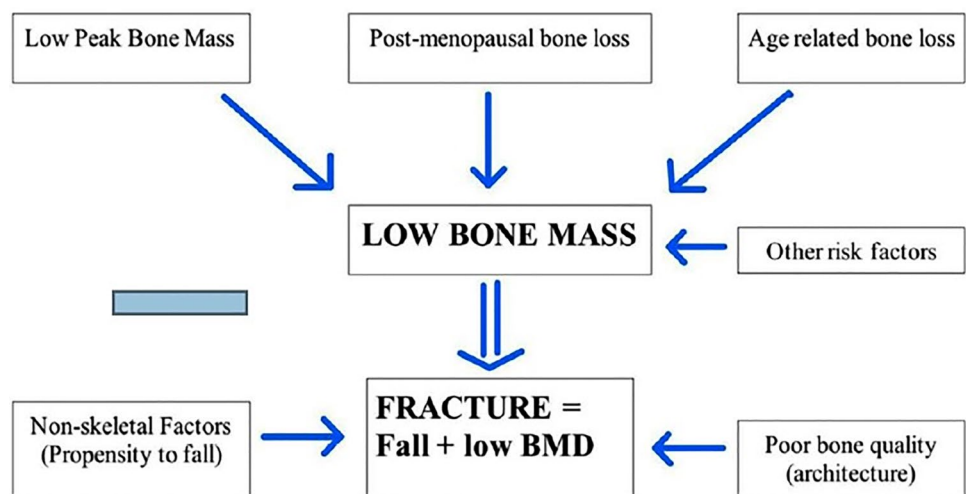 Low Peak Bone Mass
Post-menopausal bone loss
Age related bone loss
LOW BONE MASS
Other risk factors
Non-skeletal Factors
(Propensity to fall)
FRACTURE =
Fall + low BMD
Poor bone quality
(architecture)